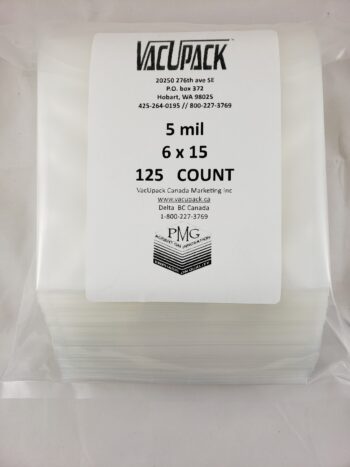 VACUPACK
20250 276th ave SE
P.O. box 372
Hobart, WA 98025
425-264-0195 // 800-227-3769
5 mil
6 x 15
125 COUNT
VacUpack Canada Marketing Inc
www.vacupack.ca
Delta BC Canada
1-800-227-3769
PMG